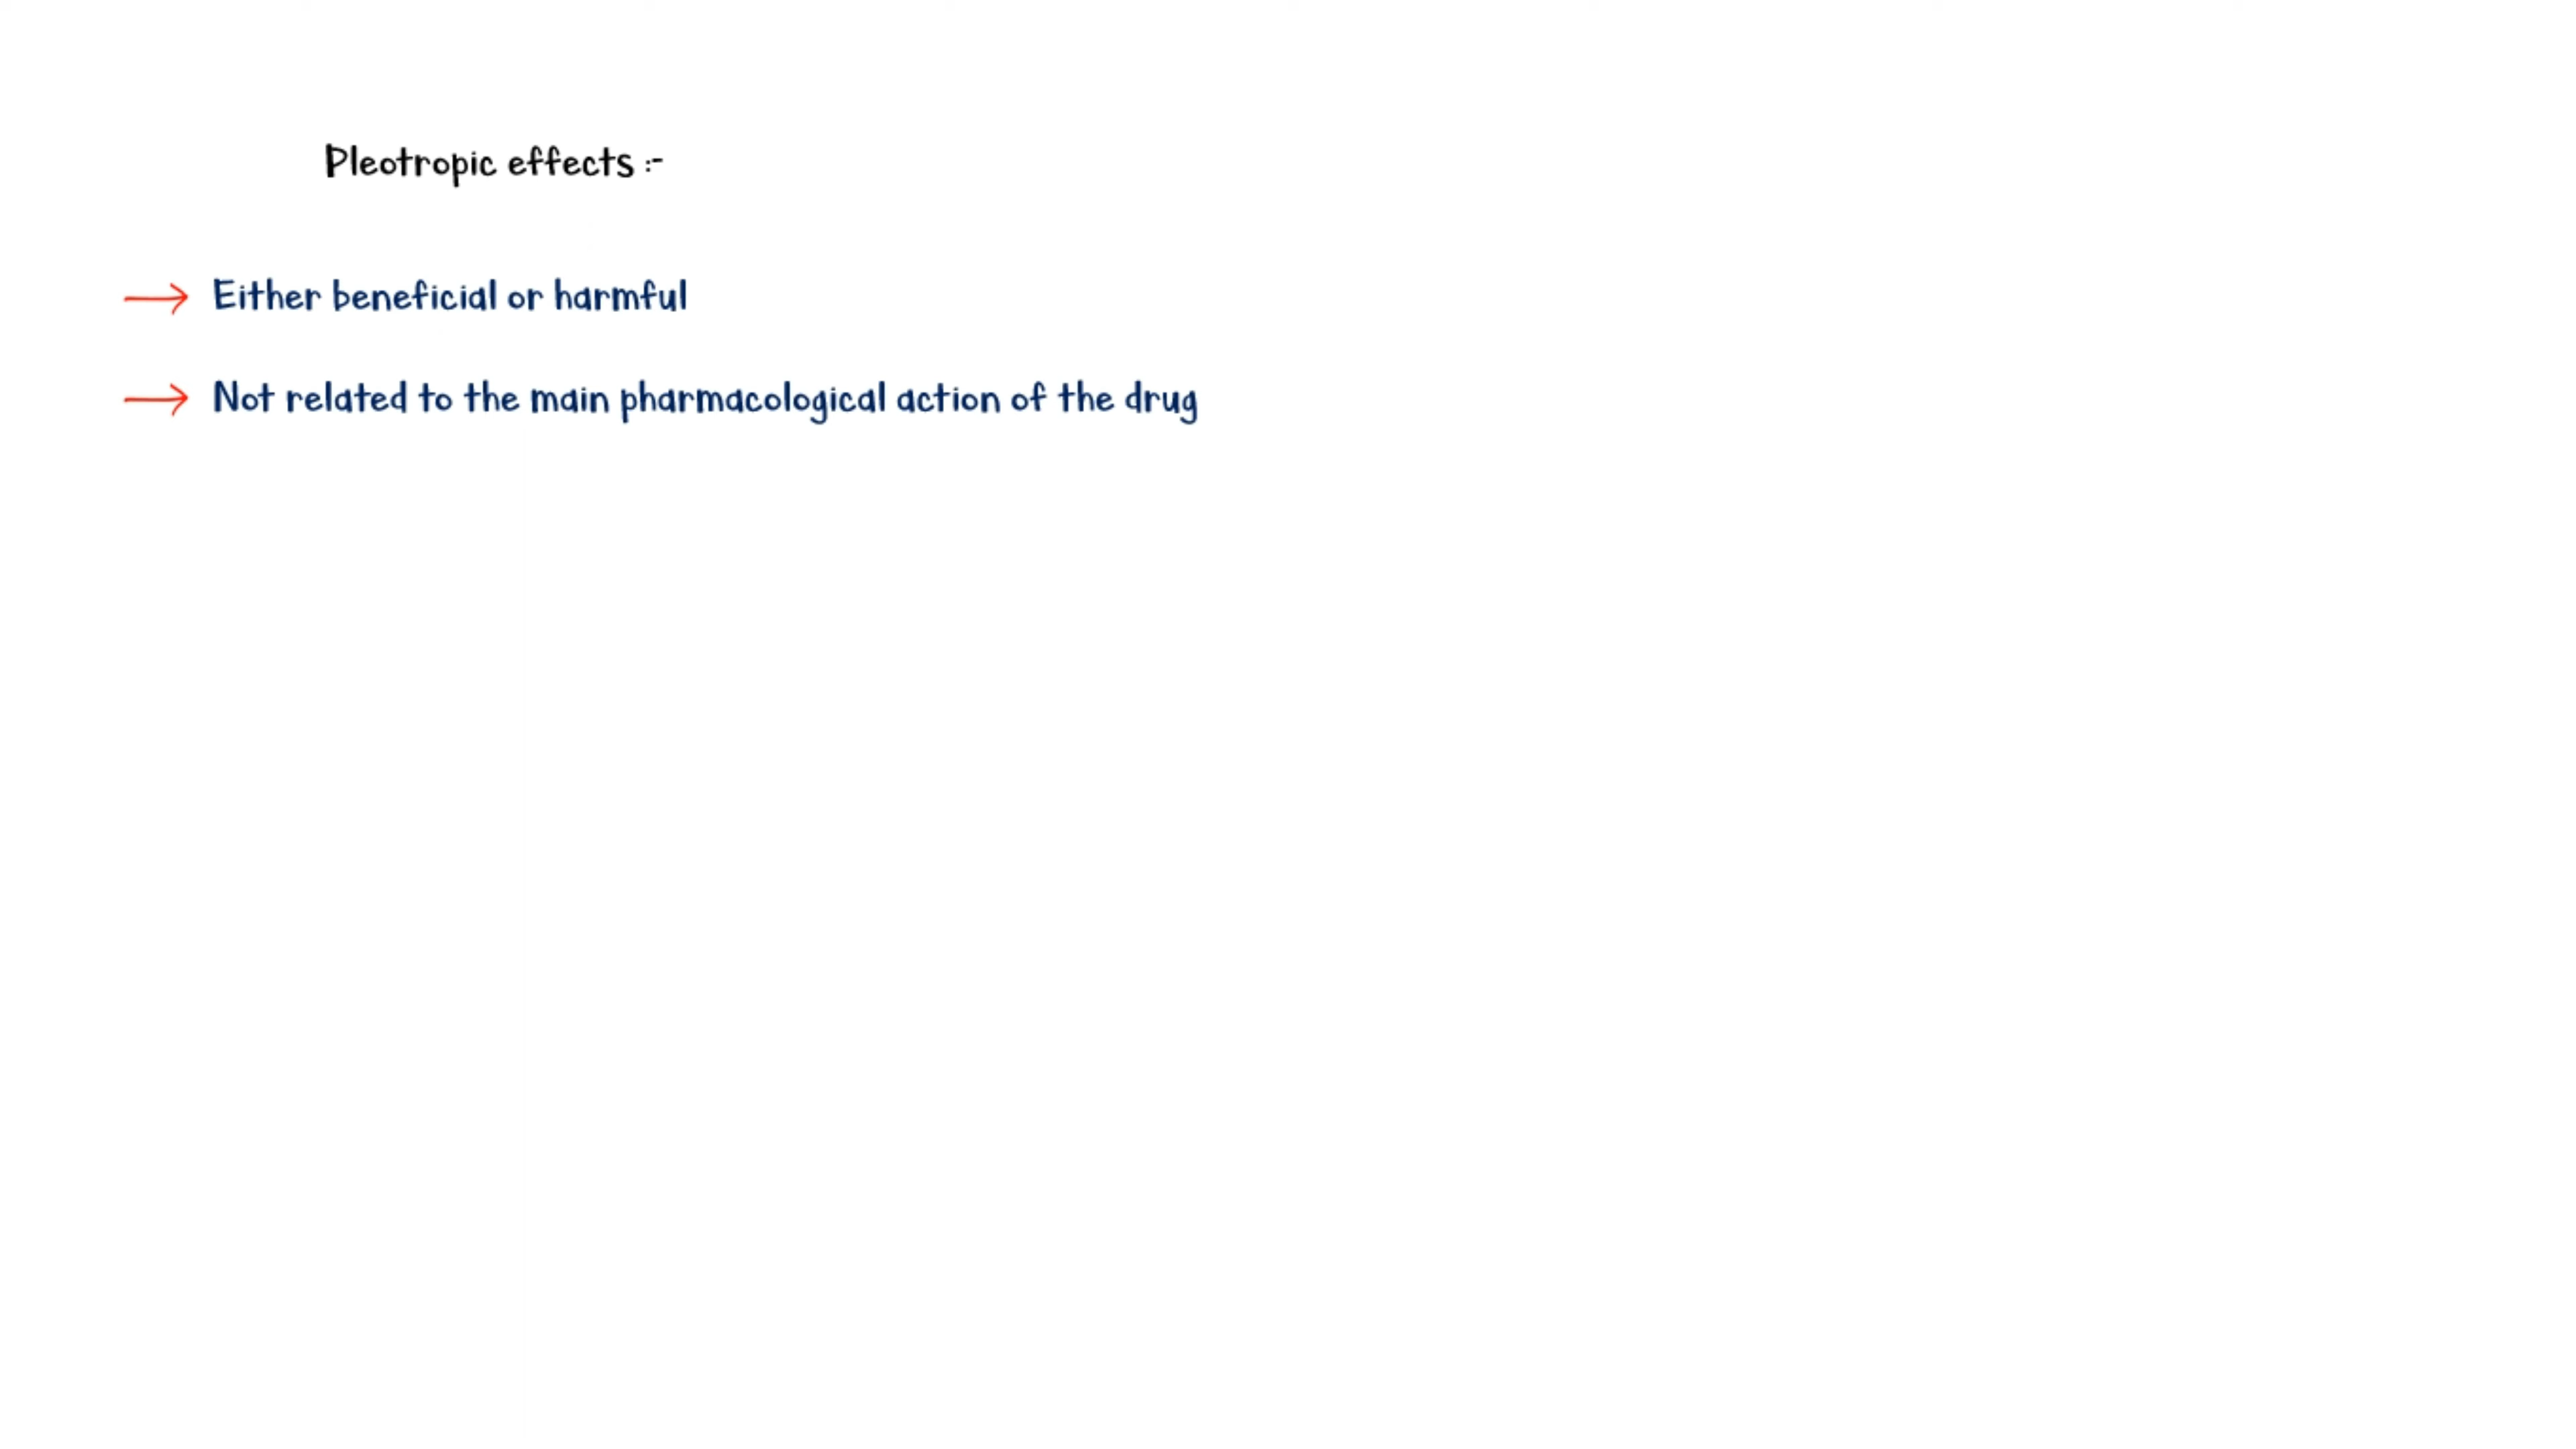 Pleotropic effects :-
→ Either beneficial or harmful
→ Not related to the main pharmacological action of the drug